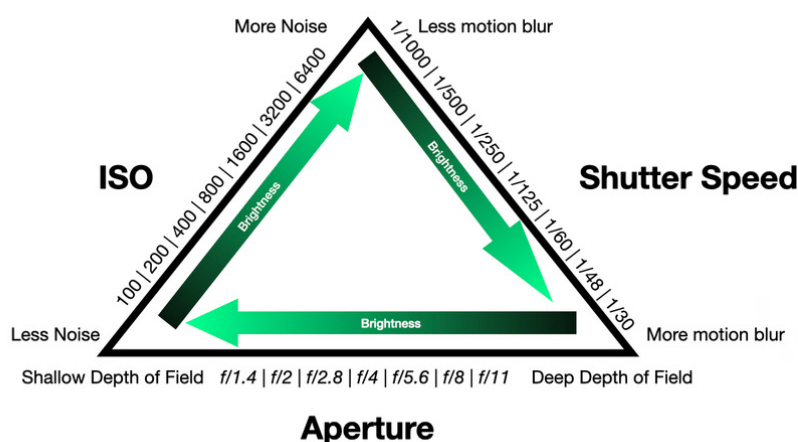 More Noise
Less motion blur
100 | 200 | 400 | 800 | 1600 | 3200 | 6400
1/1000 | 1/500 | 1/250 | 1/125 | 1/60 | 1/48 | 1/30
Brightness
Brightness
ISO
Shutter Speed
Brightness
Less Noise
More motion blur
Shallow Depth of Field
f/1.4 | f/2 | f/2.8 | f/4 | f/5.6 | f/8 | f/11
Deep Depth of Field
Aperture